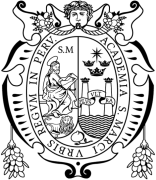 ACADEMIA S. MARCI
VRBIS REGVM IN PERV
S.M